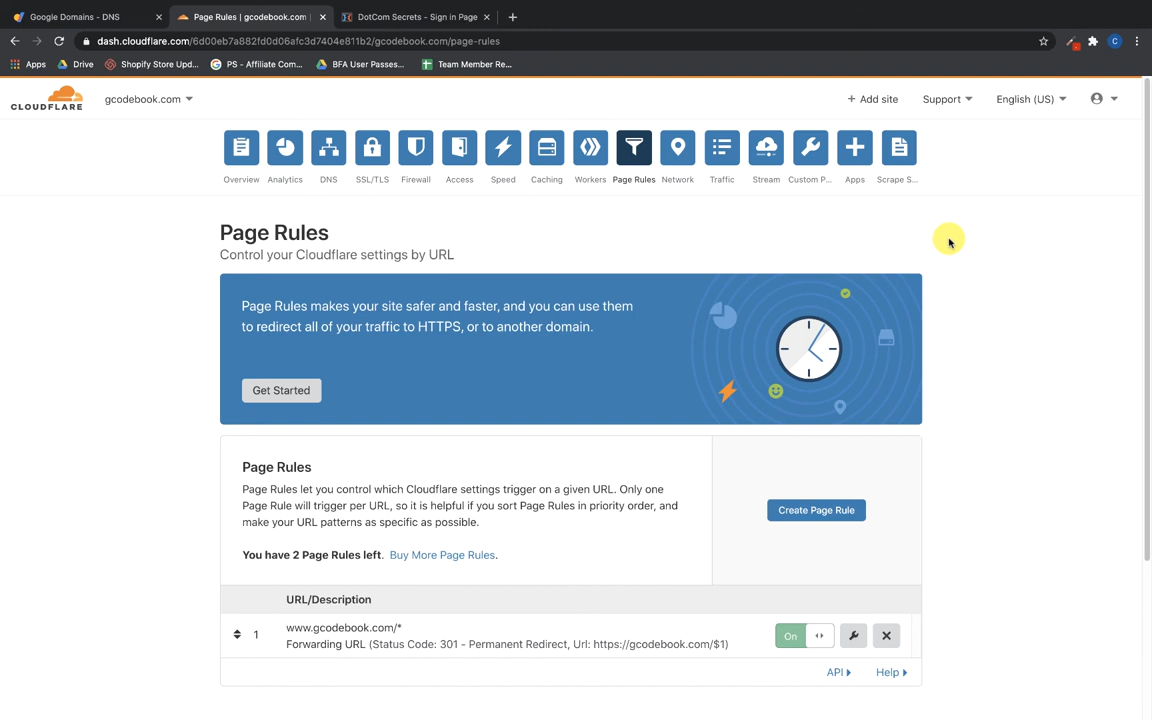 Google Domains - DNS
Page Rules | gcodebook.com |
DotCom Secrets - Sign in Page
dash.cloudflare.com/6d00eb7a882fd0d06afc3d7404e811b2/gcodebook.com/page-rules
C
Apps
Drive
Shopify Store Upd...
PS - Affiliate Com...
BFA User Passes...
Team Member Re...
CLOUDFLARE
gcodebook.com
+ Add site
Support
English (US)
Overview
Analytics
DNS
SSL/TLS
Firewall
Access
Speed
Caching
Workers
Page Rules
Network
Traffic
Stream
Custom P...
Apps
Scrape S...
Page Rules
Control your Cloudflare settings by URL
Page Rules makes your site safer and faster, and you can use them
to redirect all of your traffic to HTTPS, or to another domain.
Get Started
Page Rules
Page Rules let you control which Cloudflare settings trigger on a given URL. Only one
Page Rule will trigger per URL, so it is helpful if you sort Page Rules in priority order, and
make your URL patterns as specific as possible.
You have 2 Page Rules left. Buy More Page Rules.
Create Page Rule
URL/Description
1
www.gcodebook.com/*
Forwarding URL (Status Code: 301 - Permanent Redirect, Url: https://gcodebook.com/$1)
On
API
Help